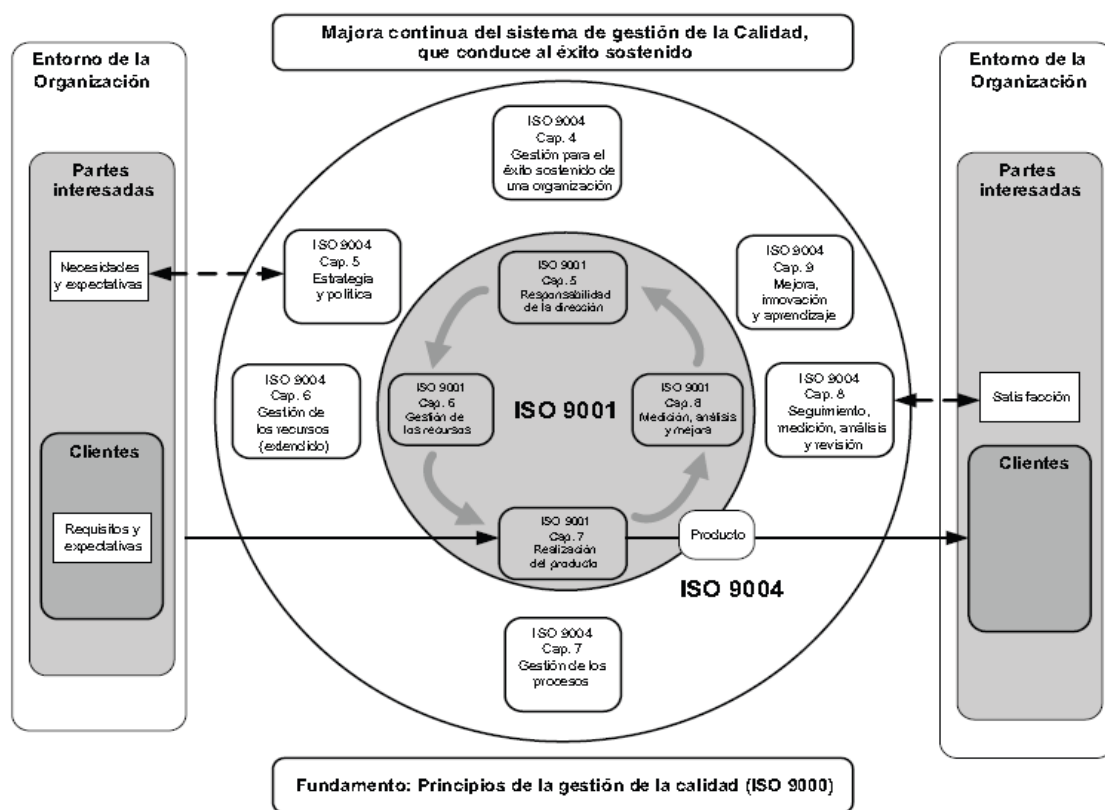 Majora continua del sistema de gestión de la Calidad,
que conduce al éxito sostenido
Entorno de la
Organización
Partes
interesadas
Necesidades
y expectativas
Clientes
Requisitos y
expectativas
ISO 9004
Cap. 4
Gestión para el
éxito sostenido de
una organización
ISO 9004
Cap. 5
Estrategia
y política
ISO 9004
Cap. 6
Gestión de
los recursos
(extendido)
ISO 9001
Cap. 5
Responsabilidad
de la dirección
ISO 9001
Cap. 6
Gestión de
los recursos
ISO 9001
ISO 9001
Cap. 8
Medición, análisis
y mejora
ISO 9001
Cap. 7
Realización
del producto
Producto
ISO 9004
ISO 9004
Cap. 9
Mejora,
innovación
y aprendizaje
ISO 9004
Cap. 8
Seguimiento,
medición, análisis
y revisión
ISO 9004
Cap. 7
Gestión de los
procesos
Entorno de la
Organización
Partes
interesadas
Satisfacción
Clientes
Fundamento: Principios de la gestión de la calidad (ISO 9000)